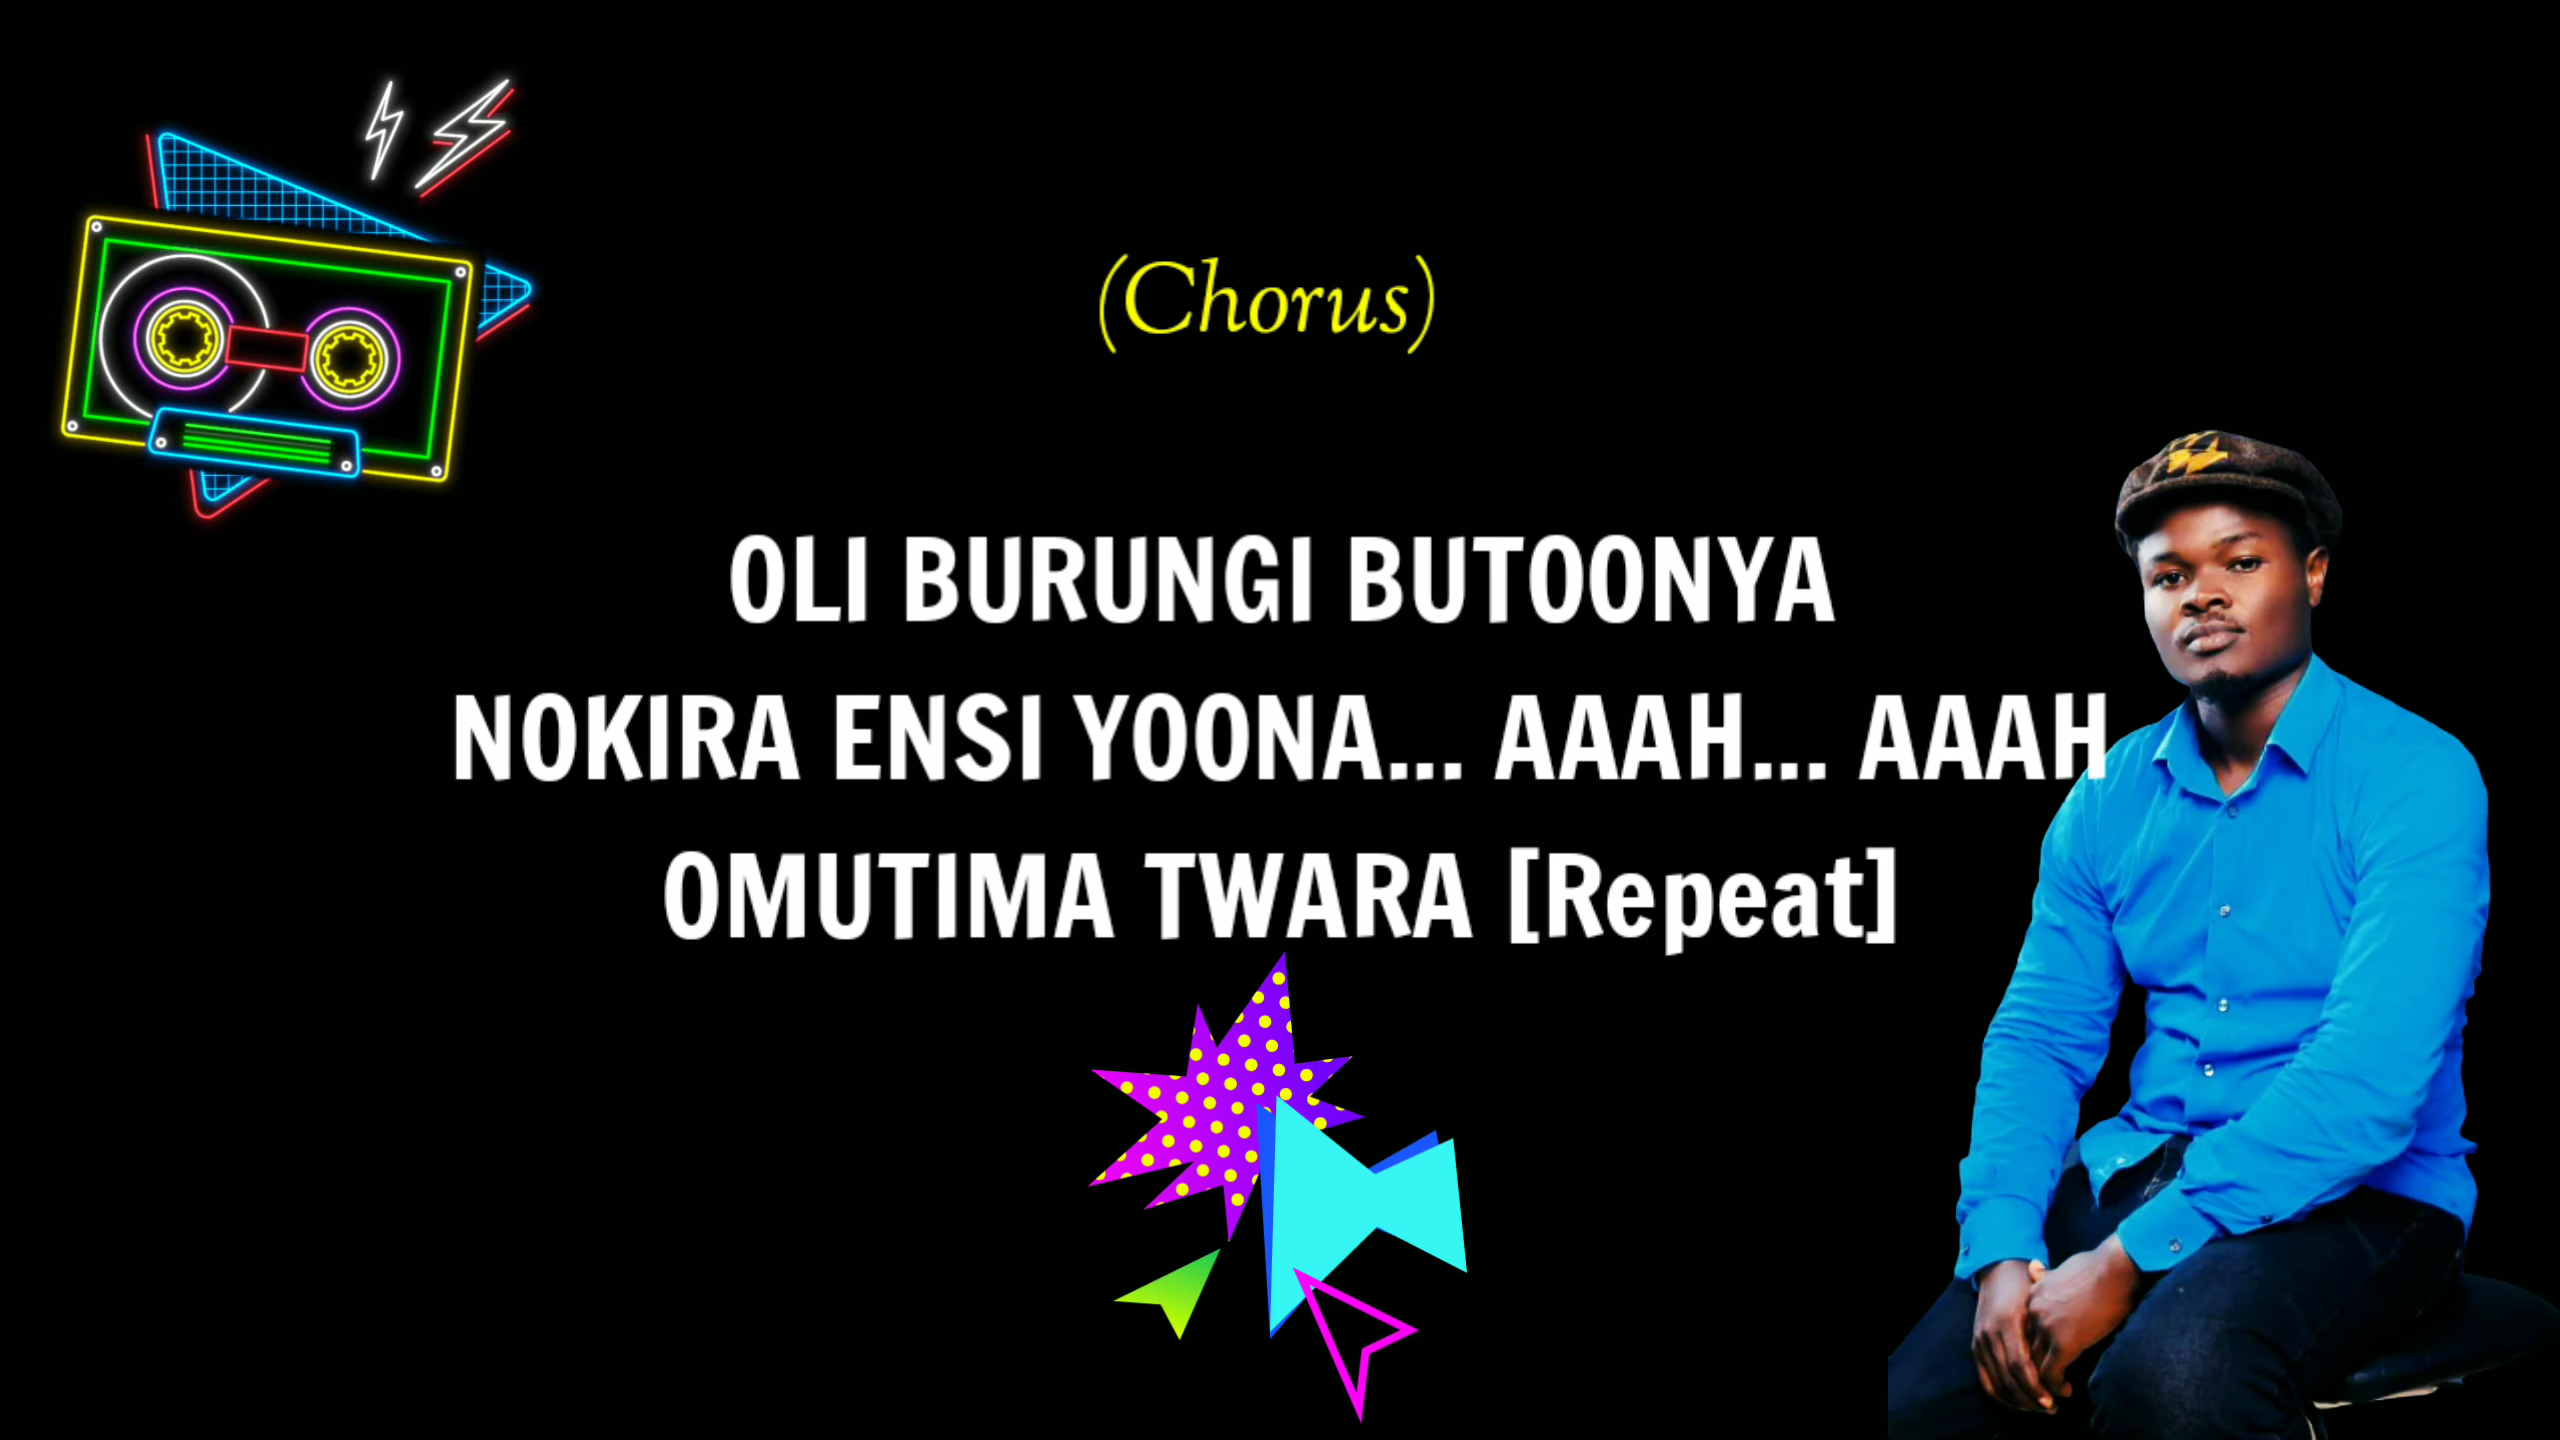 (Chorus)
OLI BURUNGI BUTOONYA
NOKIRA ENSI YOONA... AAAH... AAAH
OMUTIMA TWARA [Repeat]